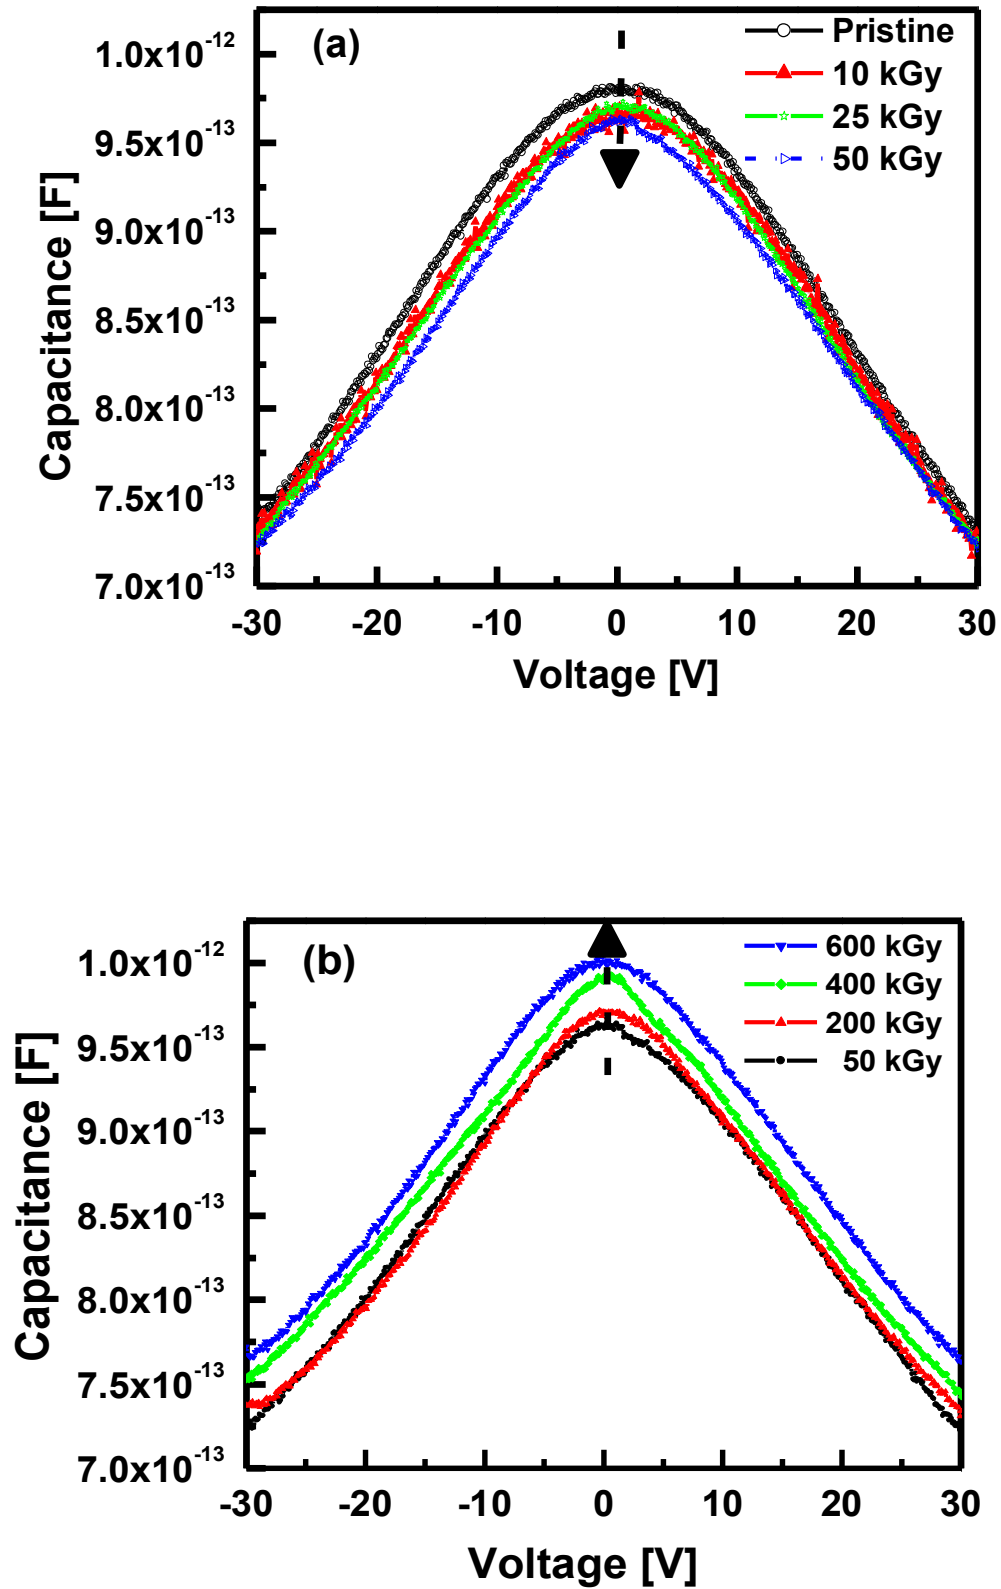 (a)
Pristine
10 kGy
25 kGy
50 kGy
1.0x10-12
9.5x10-13
9.0x10-13
8.5x10-13
8.0x10-13
7.5x10-13
7.0x10-13
Capacitance [F]
-30 -20 -10 0 10 20 30
Voltage [V]
(b)
600 kGy
400 kGy
200 kGy
50 kGy
1.0x10-12
9.5x10-13
9.0x10-13
8.5x10-13
8.0x10-13
7.5x10-13
7.0x10-13
Capacitance [F]
-30 -20 -10 0 10 20 30
Voltage [V]